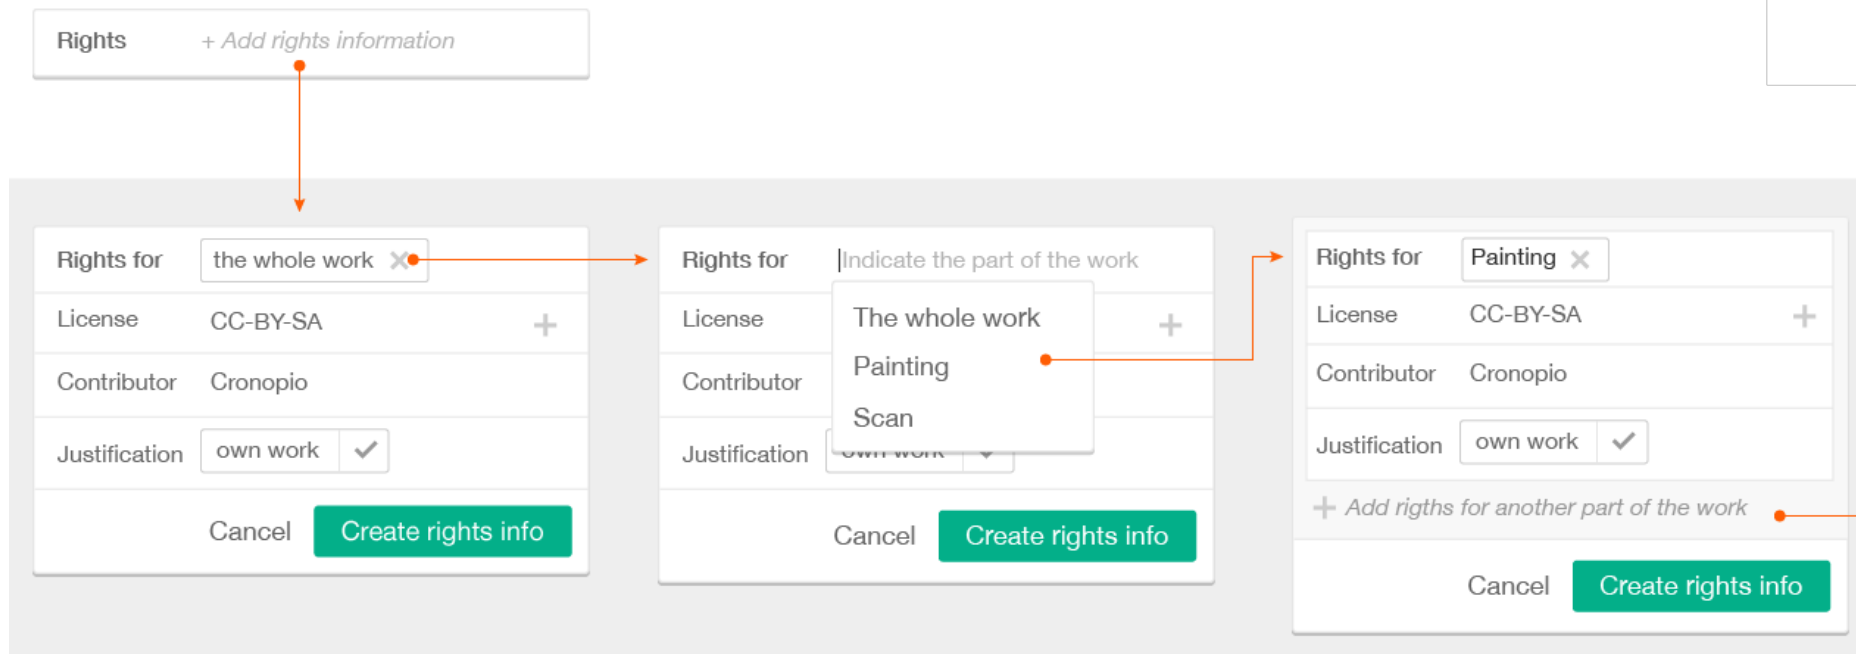 Rights + Add rights information
Rights for the whole work
License CC-BY-SA
Contributor Cronopio
Justification own work
Cancel Create rights info
Rights for Indicate the part of the work
The whole work
License
Painting
Contributor
Scan
Justification own work
Cancel Create rights info
Rights for Painting
License CC-BY-SA
Contributor Cronopio
Justification own work
Add rigths for another part of the work
Cancel Create rights info